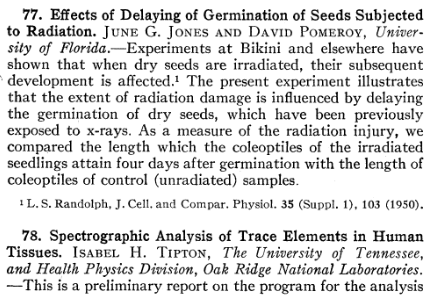 77. Effects of Delaying of Germination of Seeds Subjected
to Radiation. JUNE G. JONES AND DAVID POMEROY, Univer-
sity of Florida.—Experiments at Bikini and elsewhere have
shown that when dry seeds are irradiated, their subsequent
development is affected.¹ The present experiment illustrates
that the extent of radiation damage is influenced by delaying
the germination of dry seeds, which have been previously
exposed to x-rays. As a measure of the radiation injury, we
compared the length which the coleoptiles of the irradiated
seedlings attain four days after germination with the length of
coleoptiles of control (unradiated) samples.
¹ L. S. Randolph, J. Cell. and Compar. Physiol. 35 (Suppl. 1), 103 (1950).
78. Spectrographic Analysis of Trace Elements in Human
Tissues. ISABEL H. TIPTON, The University of Tennessee,
and Health Physics Division, Oak Ridge National Laboratories.
—This is a preliminary report on the program for the analysis